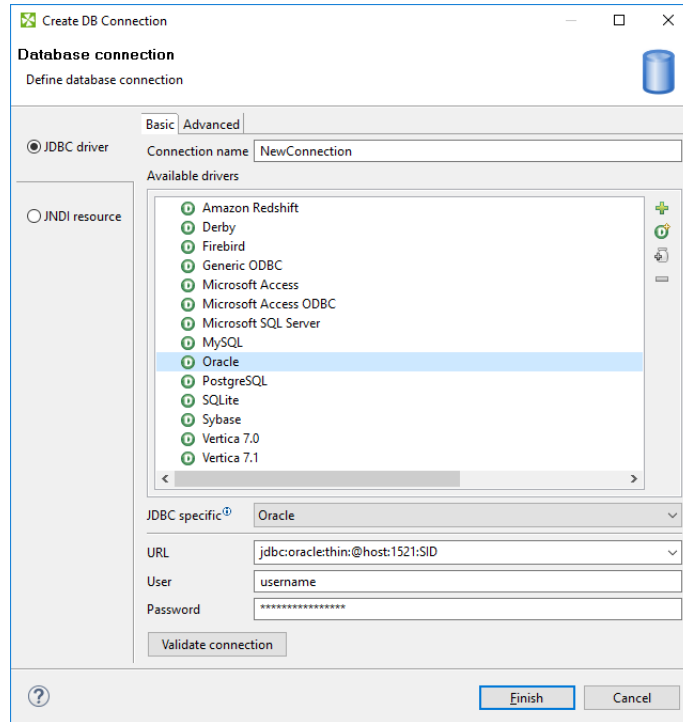 Create DB Connection
Database connection
Define database connection
Basic Advanced
JDBC driver
Connection name NewConnection
Available drivers
JNDI resource
Amazon Redshift
Derby
Firebird
Generic ODBC
Microsoft Access
Microsoft Access ODBC
Microsoft SQL Server
MySQL
Oracle
PostgreSQL
SQLite
Sybase
Vertica 7.0
Vertica 7.1
JDBC specific Oracle
URL jdbc:oracle:thin:@host:1521:SID
User username
Password ****************
Validate connection
Finish Cancel